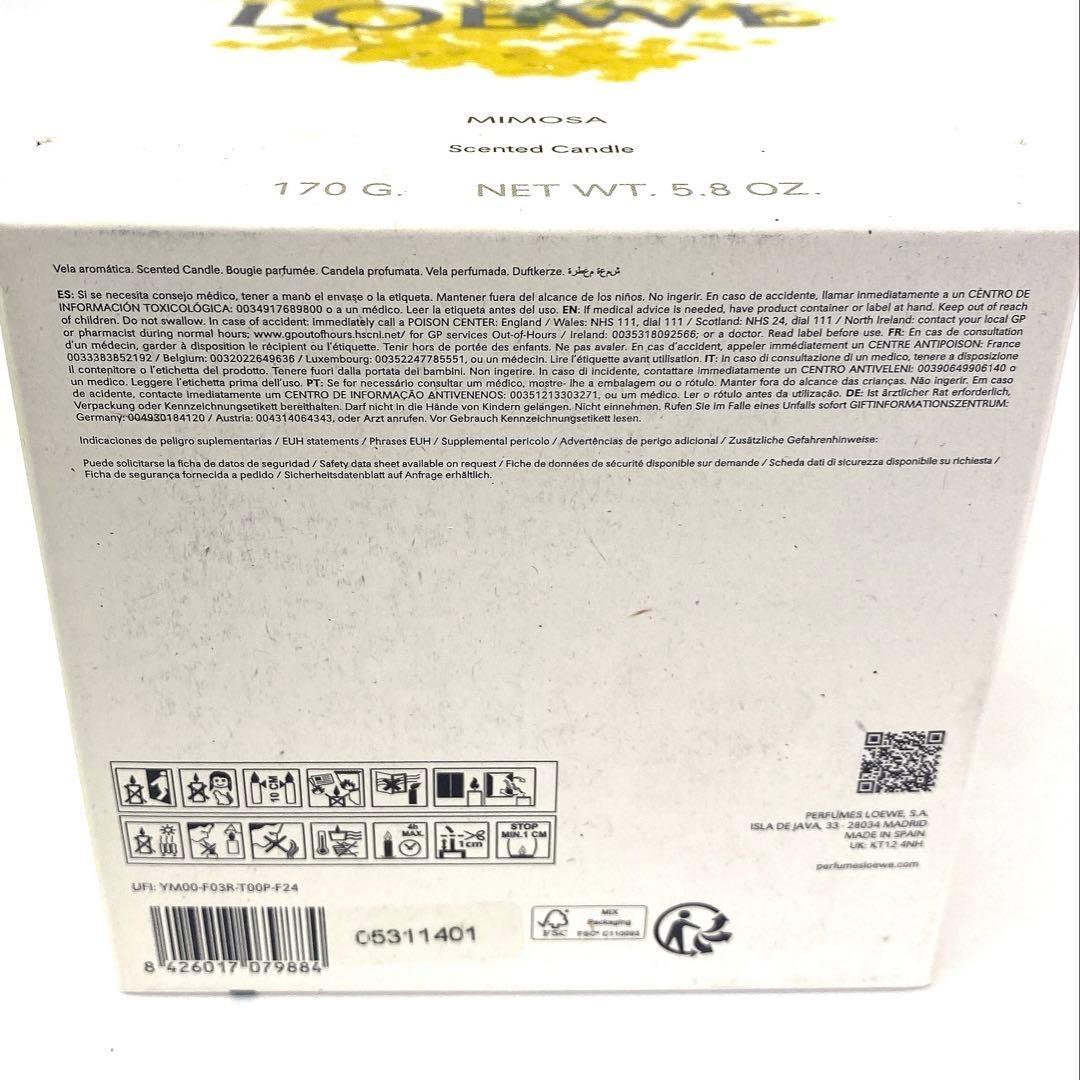 LOEWE
MIMOSA
Scented Candle
170 G. NET WT. 5.8 OZ.
Vela aromática. Scented Candle. Bougie parfumée. Candela profumata. Vela perfumada. Duftkerze. شمعة معطرة
ES: Si se necesita consejo médico, tener a mano el envase o la etiqueta. Mantener fuera del alcance de los niños. No ingerir. En caso de accidente, llamar inmediatamente a un CENTRO DE
INFORMACIÓN TOXICOLÓGICA: 0034917689800 o a un médico. Leer la etiqueta antes del uso. EN: If medical advice is needed, have product container or label at hand. Keep out of reach
of children. Do not swallow. In case of accident: Immediately call a POISON CENTER: England / Wales: NHS 111, dial 111 / Scotland: NHS 24, dial 111 / North Ireland: contact your local GP
or pharmacist during normal hours; www.gpoutofhours.hscni.net/ for GP services Out-of-Hours / Ireland: 0035318092566; or a doctor. Read label before use. FR: En cas de consultation
d'un médecin, garder à disposition le récipient ou l'étiquette. Tenir hors de portée des enfants. Ne pas avaler. En cas d'accident, appeler immédiatement un CENTRE ANTIPOISON: France
0033383852192 / Belgium: 0032022649636 / Luxembourg: 0035224778 5551, ou un médecin. Lire l'étiquette avant utilisation. IT: In caso di consultazione di un medico, tenere a disposizione
il contenitore o l'etichetta del prodotto. Tenere fuori dalla portata dei bambini. Non ingerire. In caso di incidente, contattare immediatamente un CENTRO ANTIVELENI: 00390649906140 o
un medico. Leggere l'etichetta prima dell'uso. PT: Se for necessário consultar um médico, mostre- lhe a embalagem ou o rótulo. Manter fora do alcance das crianças. Não ingerir. Em caso
de acidente, contacte imediatamente um CENTRO DE INFORMAÇÃO ANTIVENENOS: 00351213303271, ou um médico. Ler o rótulo antes da utilização. DE: Ist ärztlicher Rat erforderlich,
Verpackung oder Kennzeichnungsetikett bereithalten. Darf nicht in die Hände von Kindern gelangen. Nicht einnehmen. Rufen Sie im Falle eines Unfalls sofort GIFTINFORMATIONSZENTRUM:
Germany: 004930184120 / Austria: 004314064343, oder Arzt anrufen. Vor Gebrauch Kennzeichnungsetikett lesen.
Indicaciones de peligro suplementarias / EUH statements / Phrases EUH / Supplemental pericolo / Advertências de perigo adicional / Zusätzliche Gefahrenhinweise:
Puede solicitarse la ficha de datos de seguridad / Safety data sheet available on request / Fiche de données de sécurité disponible sur demande / Scheda dati di sicurezza disponibile su richiesta /
Ficha de segurança fornecida a pedido / Sicherheitsdatenblatt auf Anfrage erhältlich.
10 CM
4h
MAX.
1cm
STOP
MIN.1 CM
PERFUMES LOEWE, S.A.
ISLA DE JAVA, 33 - 28034 MADRID
MADE IN SPAIN
UK: KT12 4NH.
perfumesloewe.com
UFI: YM00-F03R-T00P-F24
8 426017 079884
05311401
FSC
MIX
Packaging